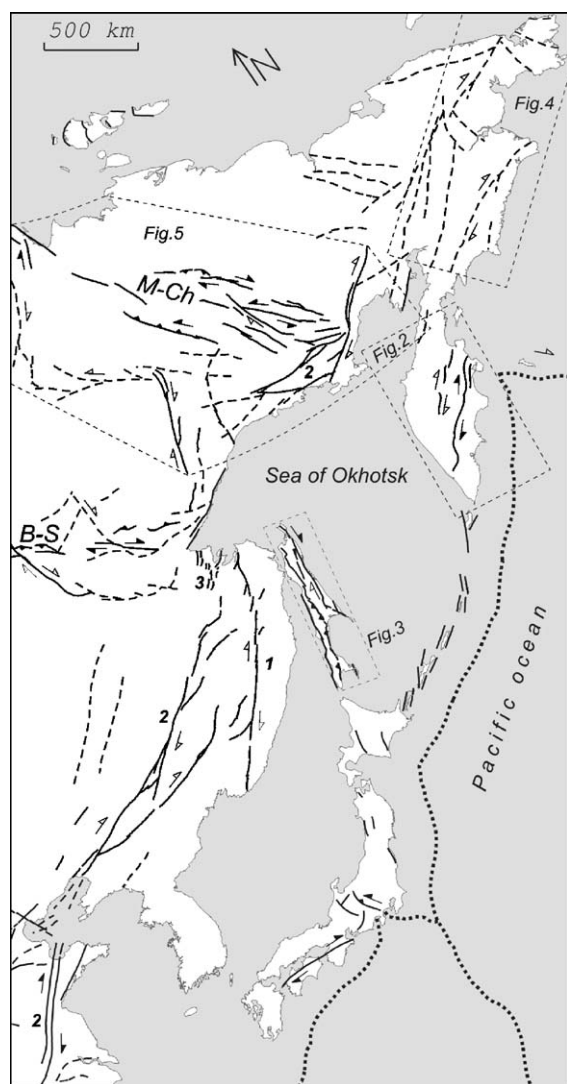 500 km
N
Fig.4
Fig.5
M-Ch
2
Fig.2
Sea of Okhotsk
B-S
3
Fig.3
1
2
Pacific ocean
2